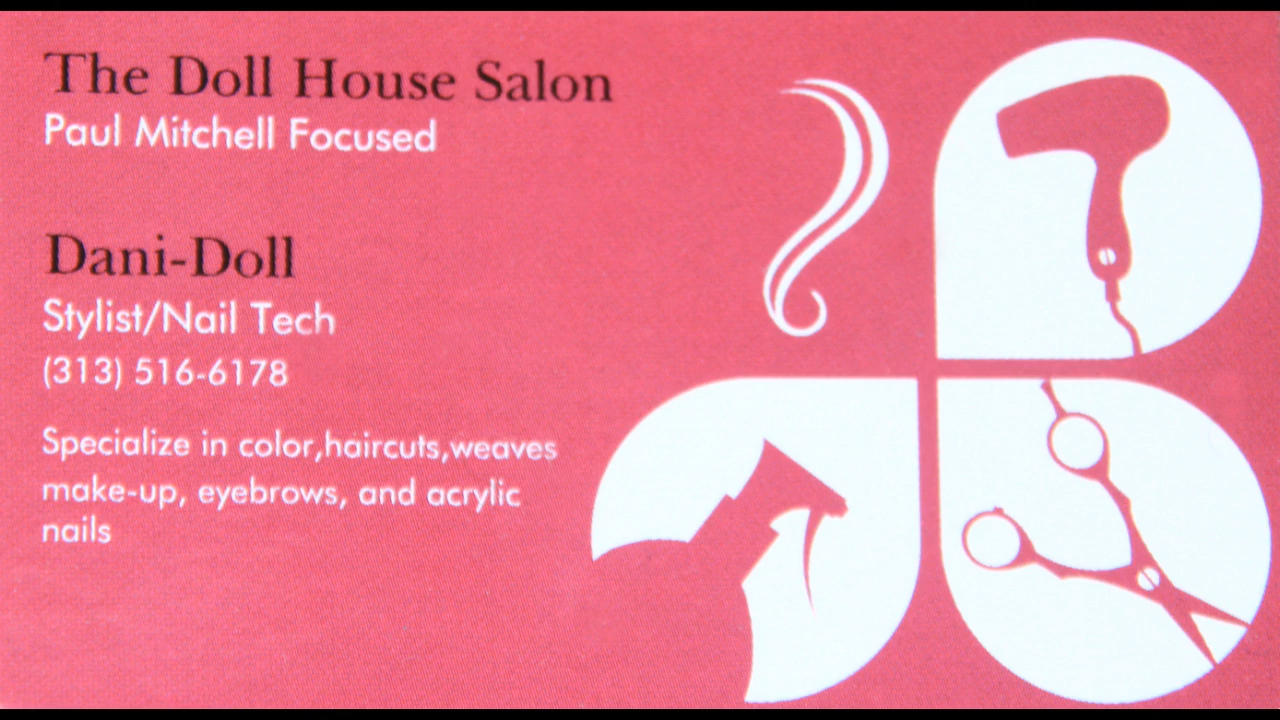 The Doll House Salon
Paul Mitchell Focused
Dani-Doll
Stylist/Nail Tech
(313) 516-6178
Specialize in color,haircuts,weaves
make-up, eyebrows, and acrylic
nails